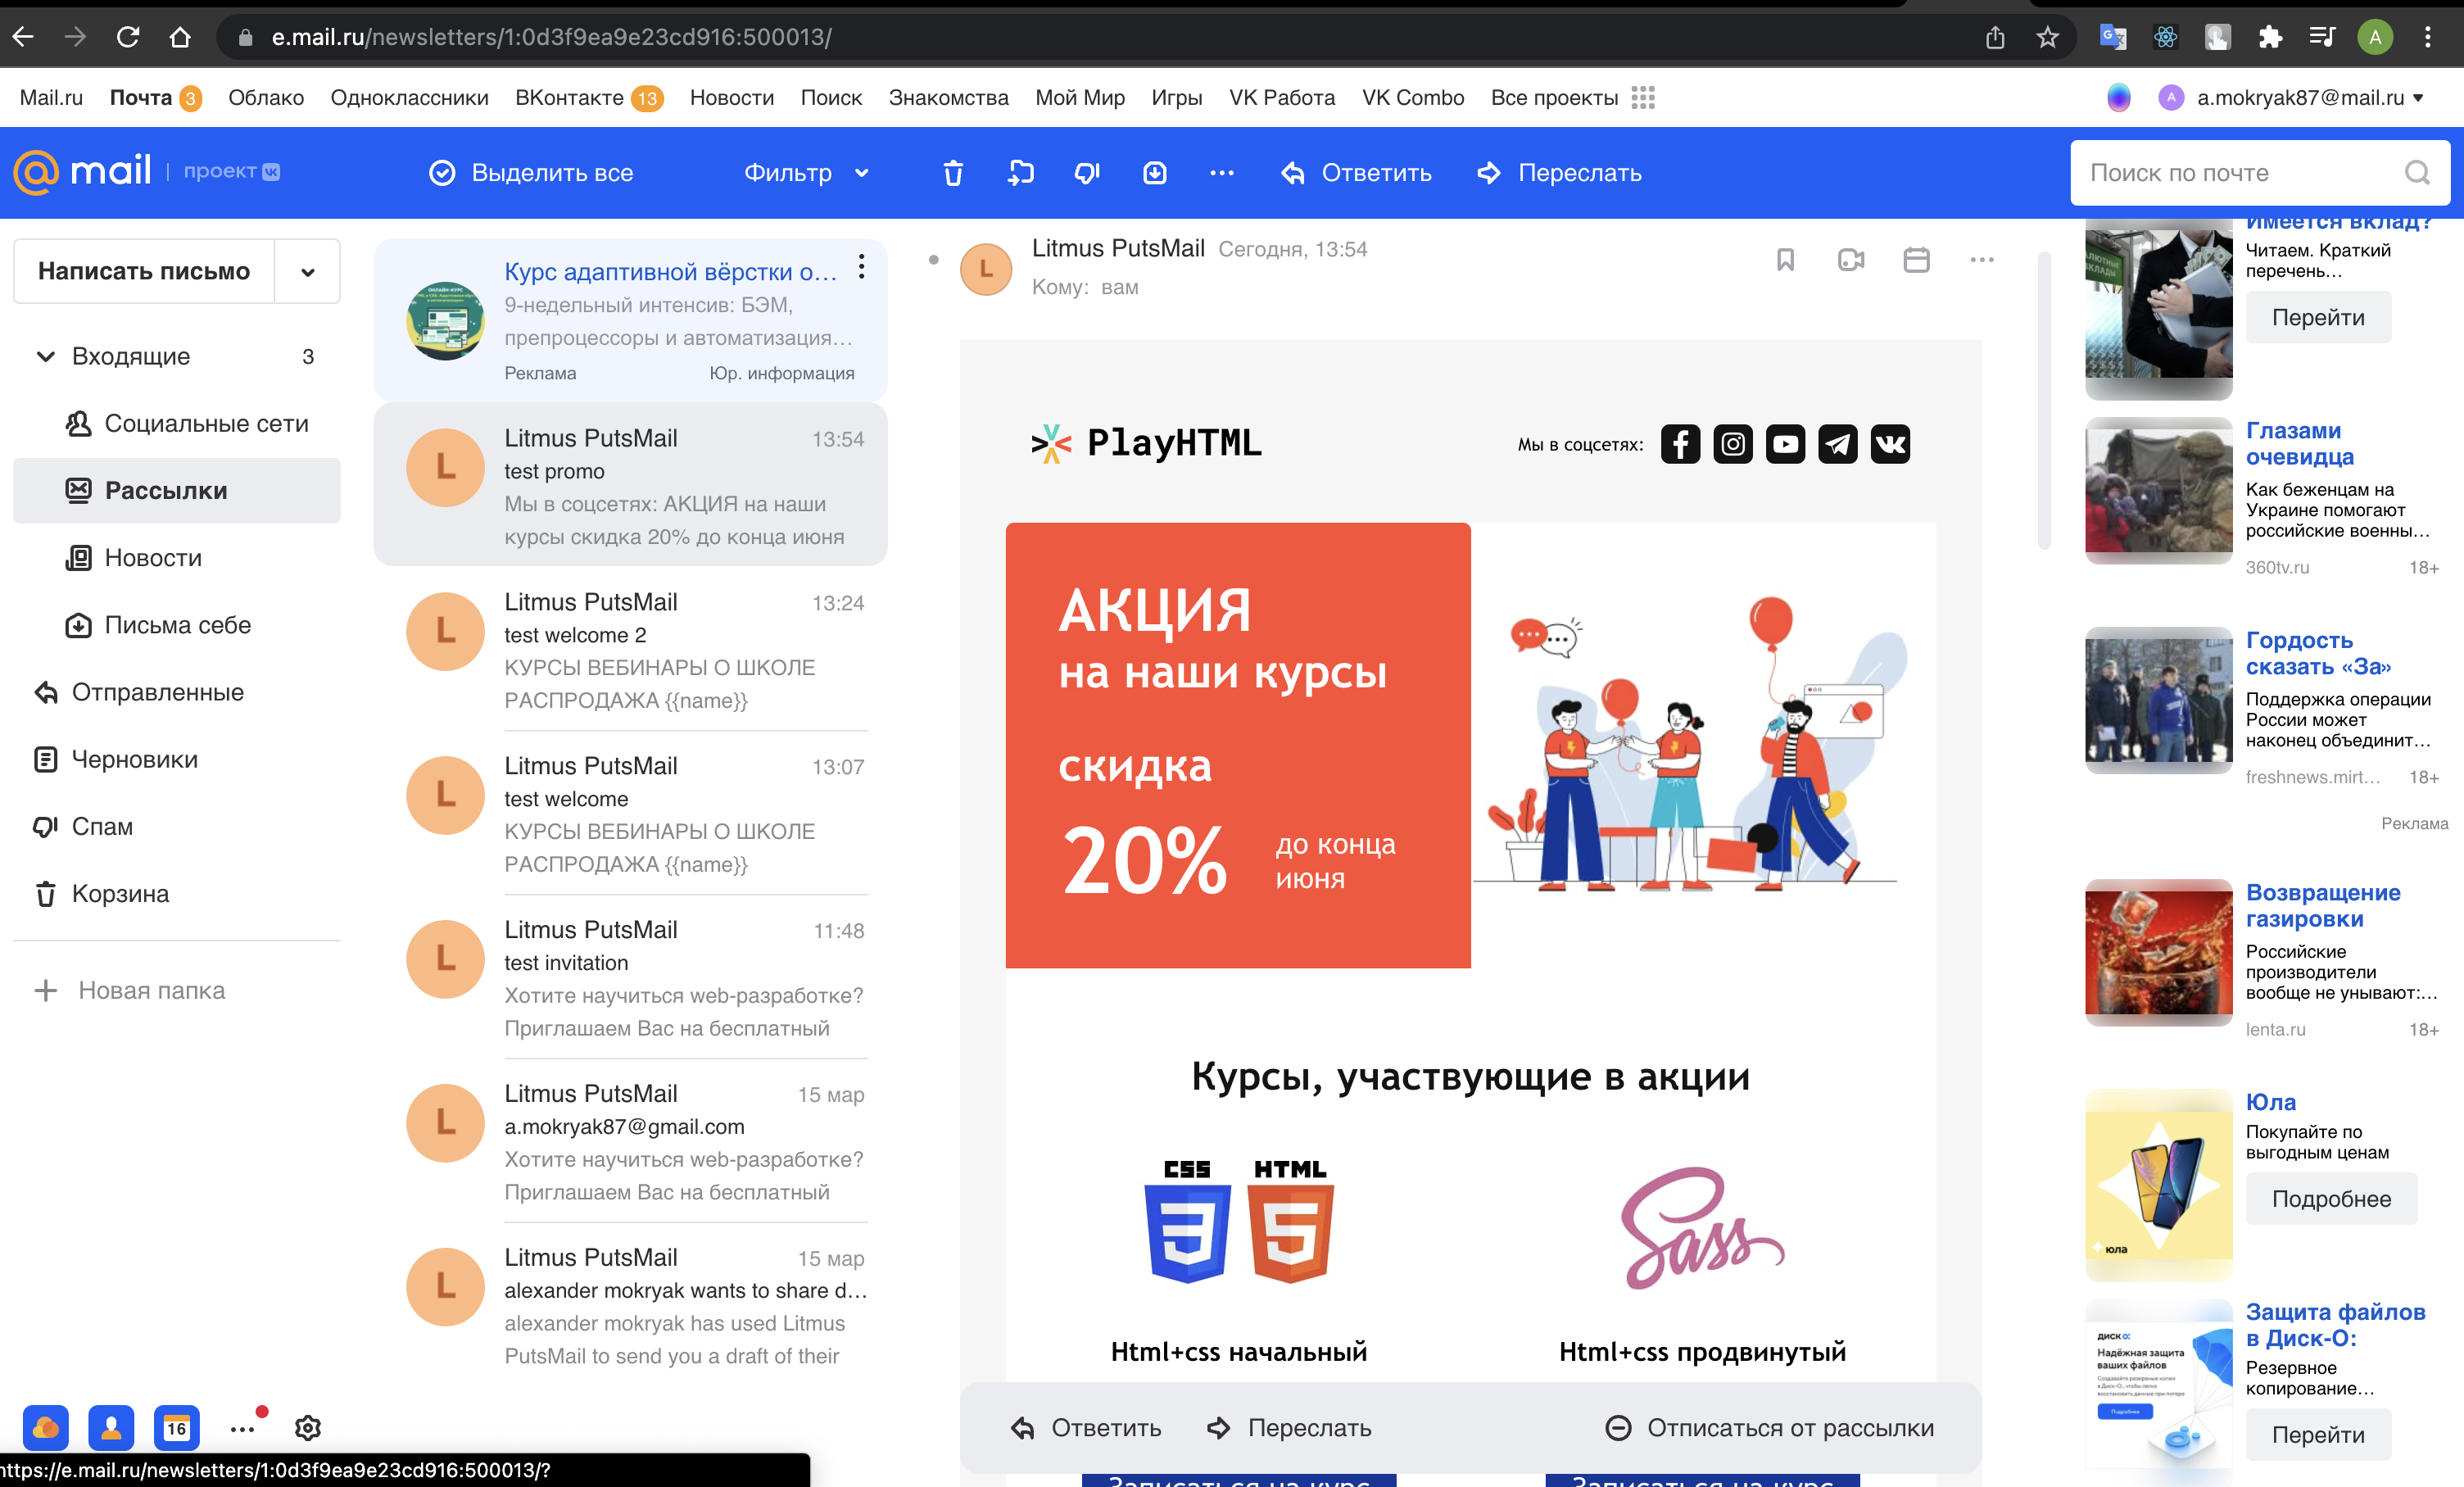 e.mail.ru/newsletters/1:0d3f9ea9e23cd916:500013/
A
Mail.ru Почта 3 Облако Одноклассники ВКонтакте 13 Новости Поиск Знакомства Мой Мир Игры VK Работа VK Combo Все проекты
A a.mokryak87@mail.ru
@mail проект
Выделить все
Фильтр
Ответить
Переслать
Поиск по почте
Написать письмо
Входящие 3
Социальные сети
Рассылки
Новости
Письма себе
Отправленные
Черновики
Спам
Корзина
Новая папка
16
https://e.mail.ru/newsletters/1:0d3f9ea9e23cd916:500013/?
Курс адаптивной вёрстки о…
9-недельный интенсив: БЭМ,
препроцессоры и автоматизация…
Реклама Юр. информация
L
Litmus PutsMail 13:54
test promo
Мы в соцсетях: АКЦИЯ на наши
курсы скидка 20% до конца июня
L
Litmus PutsMail 13:24
test welcome 2
КУРСЫ ВЕБИНАРЫ О ШКОЛЕ
РАСПРОДАЖА {{name}}
L
Litmus PutsMail 13:07
test welcome
КУРСЫ ВЕБИНАРЫ О ШКОЛЕ
РАСПРОДАЖА {{name}}
L
Litmus PutsMail 11:48
test invitation
Хотите научиться web-разработке?
Приглашаем Вас на бесплатный
L
Litmus PutsMail 15 мар
a.mokryak87@gmail.com
Хотите научиться web-разработке?
Приглашаем Вас на бесплатный
L
Litmus PutsMail 15 мар
alexander mokryak wants to share d…
alexander mokryak has used Litmus
PutsMail to send you a draft of their
L
Litmus PutsMail Сегодня, 13:54
Кому: вам
PlayHTML
Мы в соцсетях:
АКЦИЯ
на наши курсы
скидка
20%
до конца
июня
Курсы, участвующие в акции
CSS HTML
Sass
Html+css начальный
Html+css продвинутый
Ответить
Переслать
Отписаться от рассылки
Записаться на курс
Записаться на курс
Имеется вклад?
Читаем. Краткий
перечень…
Перейти
Глазами
очевидца
Как беженцам на
Украине помогают
российские военны…
360tv.ru 18+
Гордость
сказать «За»
Поддержка операции
России может
наконец объединит…
freshnews.mirt… 18+
Реклама
Возвращение
газировки
Российские
производители
вообще не унывают:…
lenta.ru 18+
юла
Юла
Покупайте по
выгодным ценам
Подробнее
ДИСК О:
Надёжная защита
ваших файлов
Защита файлов
в Диск-О:
Резервное
копирование…
Перейти